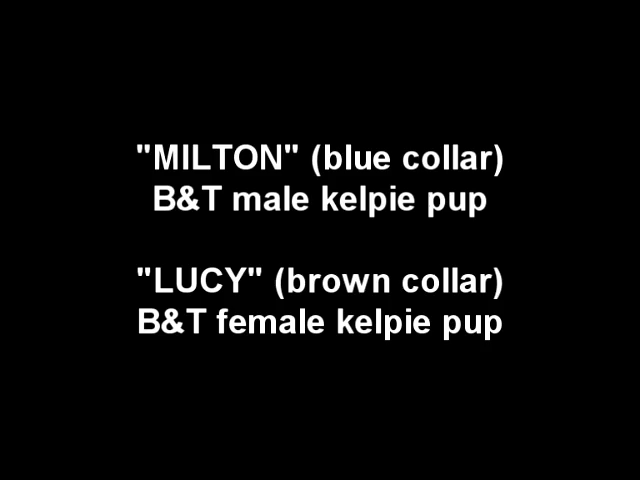 "MILTON" (blue collar)
B&T male kelpie pup
"LUCY" (brown collar)
B&T female kelpie pup